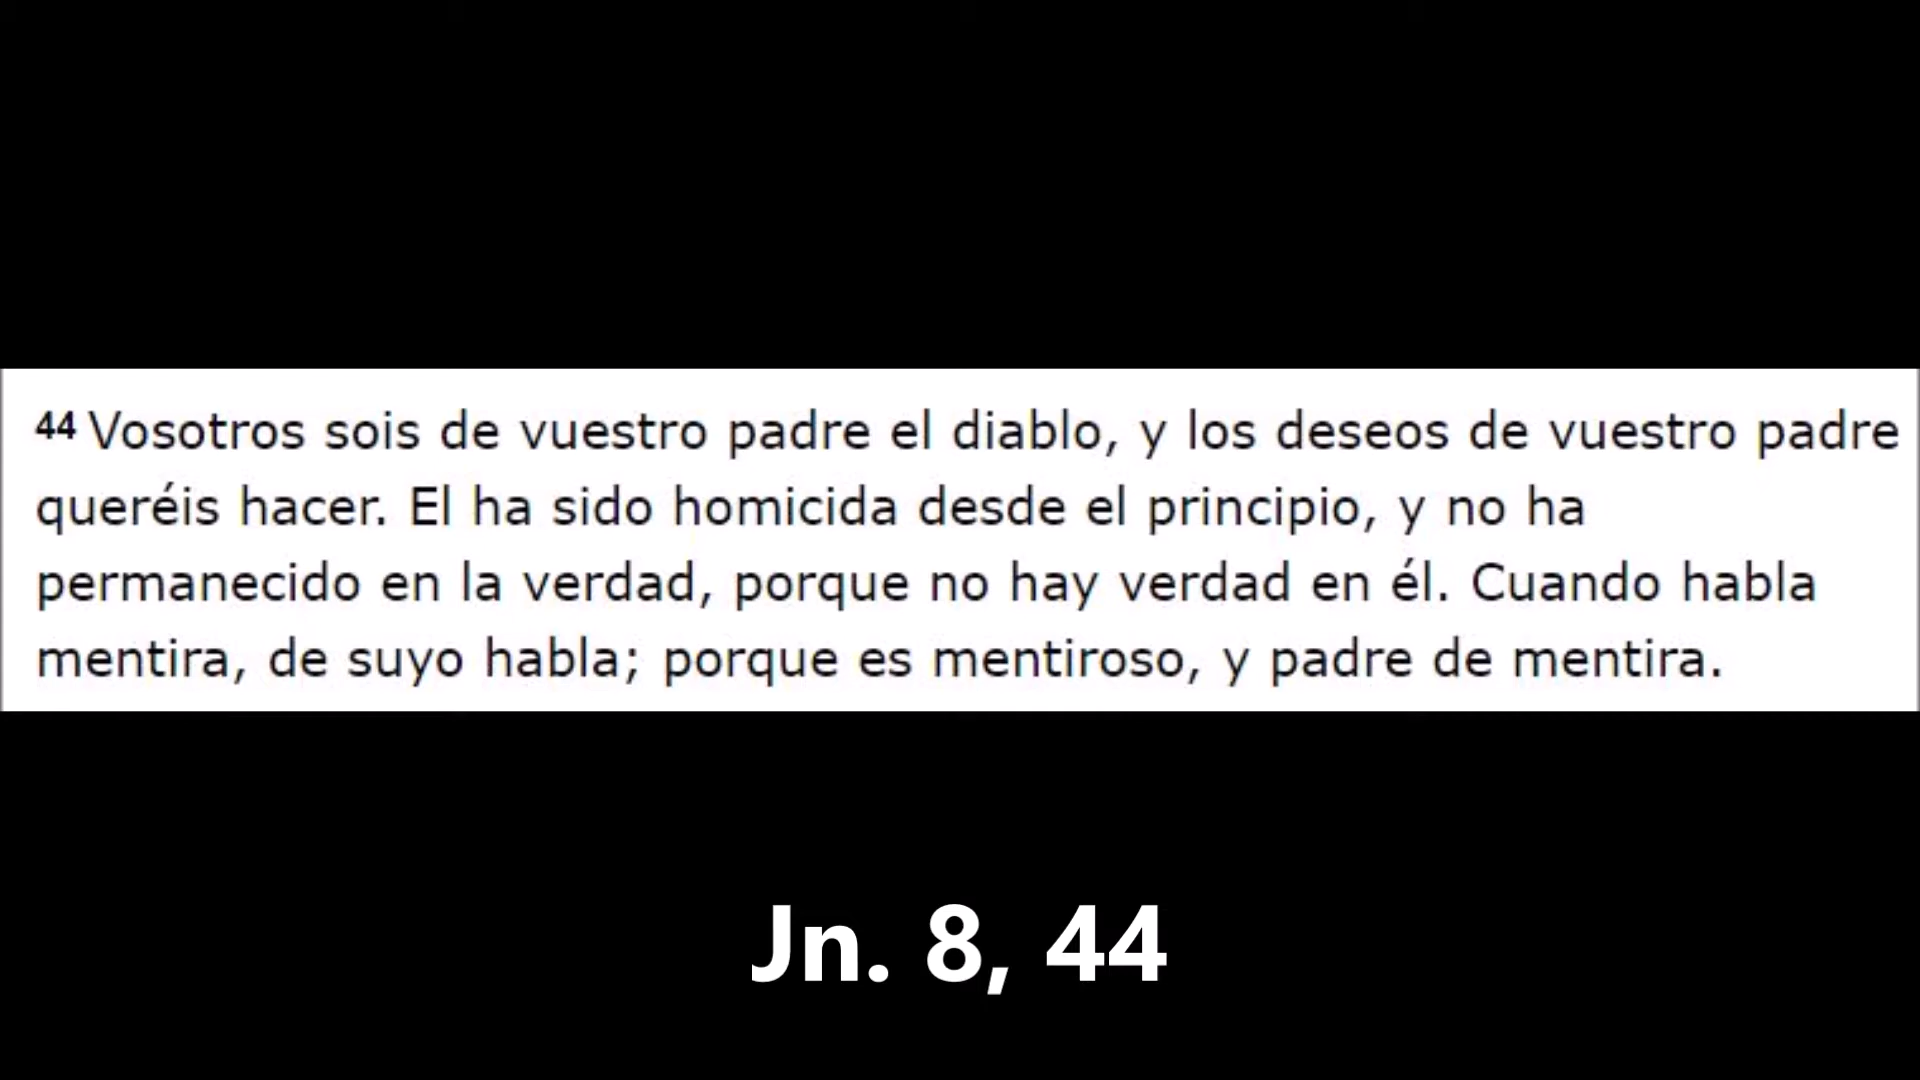 44 Vosotros sois de vuestro padre el diablo, y los deseos de vuestro padre
queréis hacer. El ha sido homicida desde el principio, y no ha
permanecido en la verdad, porque no hay verdad en él. Cuando habla
mentira, de suyo habla; porque es mentiroso, y padre de mentira.
Jn. 8, 44